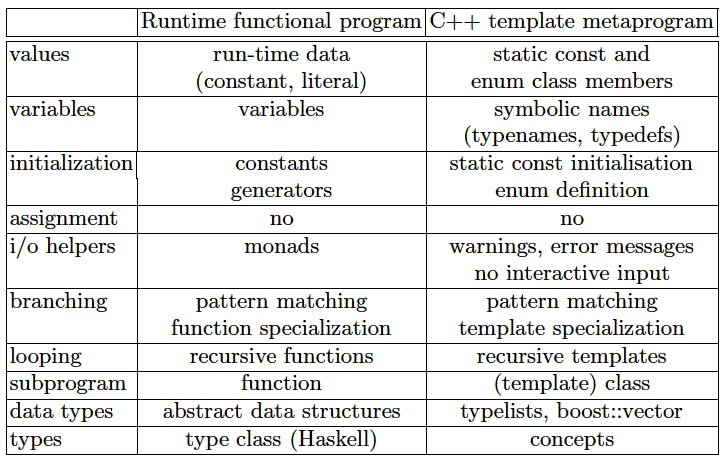 Runtime functional program C++ template metaprogram
values run-time data static const and
(constant, literal) enum class members
variables variables symbolic names
(typenames, typedefs)
initialization constants static const initialisation
generators enum definition
assignment no no
i/o helpers monads warnings, error messages
no interactive input
branching pattern matching pattern matching
function specialization template specialization
looping recursive functions recursive templates
subprogram function (template) class
data types abstract data structures typelists, boost::vector
types type class (Haskell) concepts